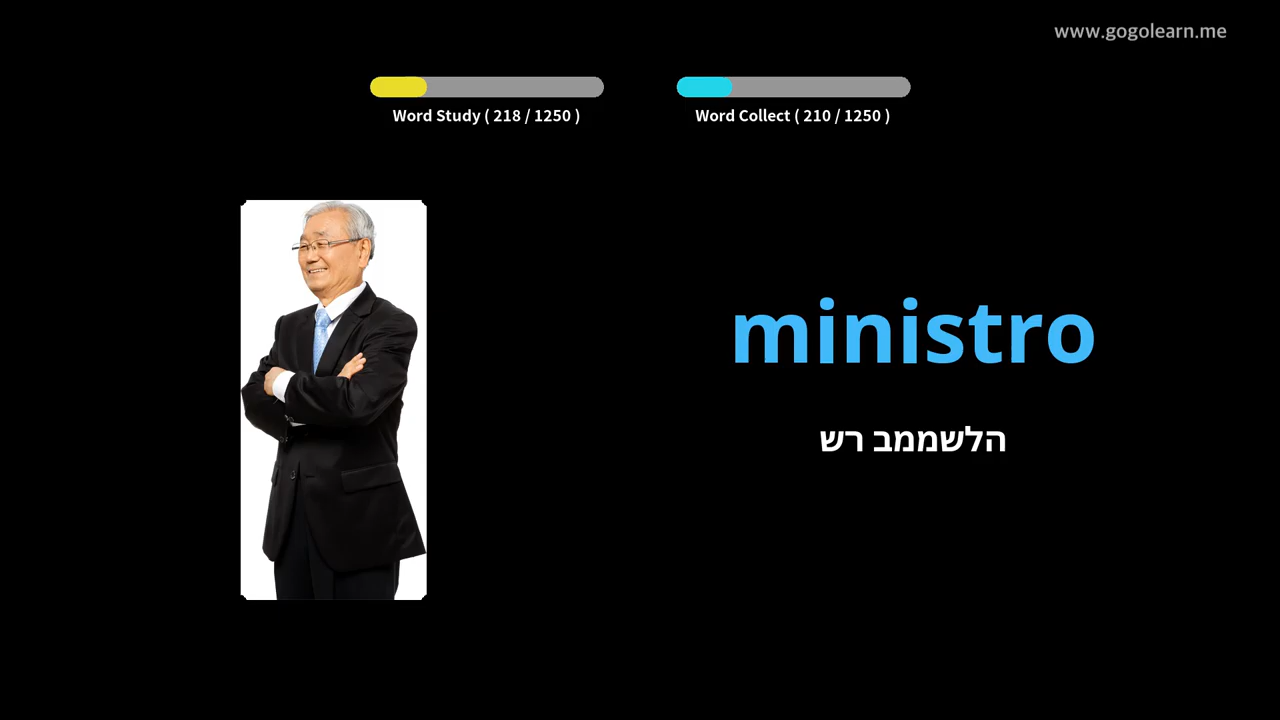 www.gogolearn.me
Word Study ( 218 / 1250 )
Word Collect ( 210 / 1250 )
ministro
הלשממב רש